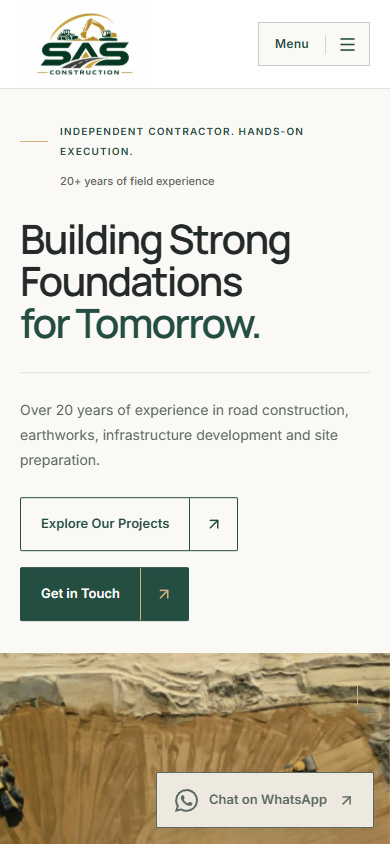 SAS
CONSTRUCTION
Menu
INDEPENDENT CONTRACTOR. HANDS-ON
EXECUTION.
20+ years of field experience
Building Strong
Foundations
for Tomorrow.
Over 20 years of experience in road construction,
earthworks, infrastructure development and site
preparation.
Explore Our Projects
Get in Touch
Chat on WhatsApp